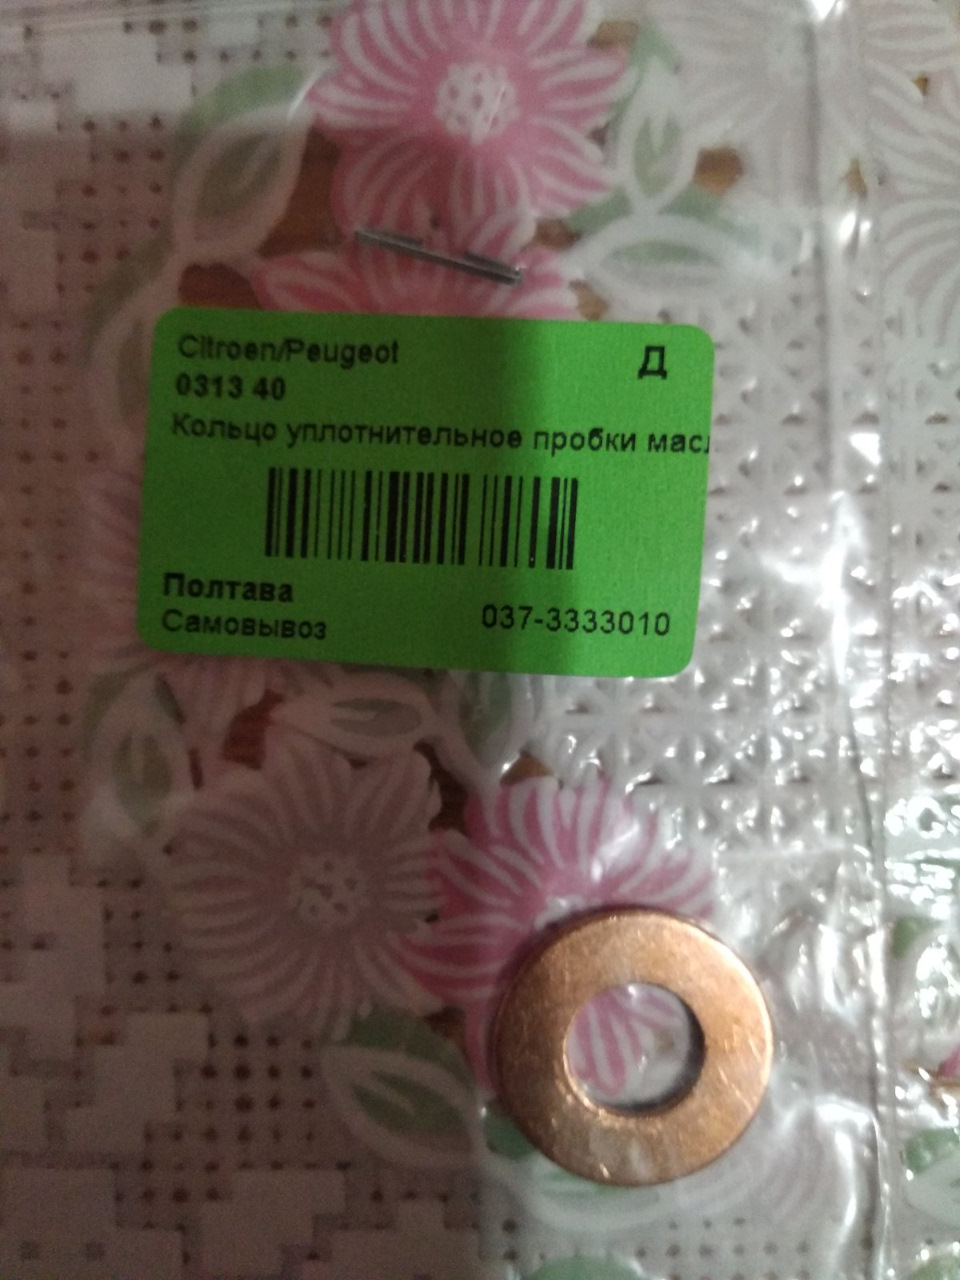 Citroen/Peugeot
Д
0313 40
Кольцо уплотнительное пробки масл
Полтава
Самовывоз
037-3333010